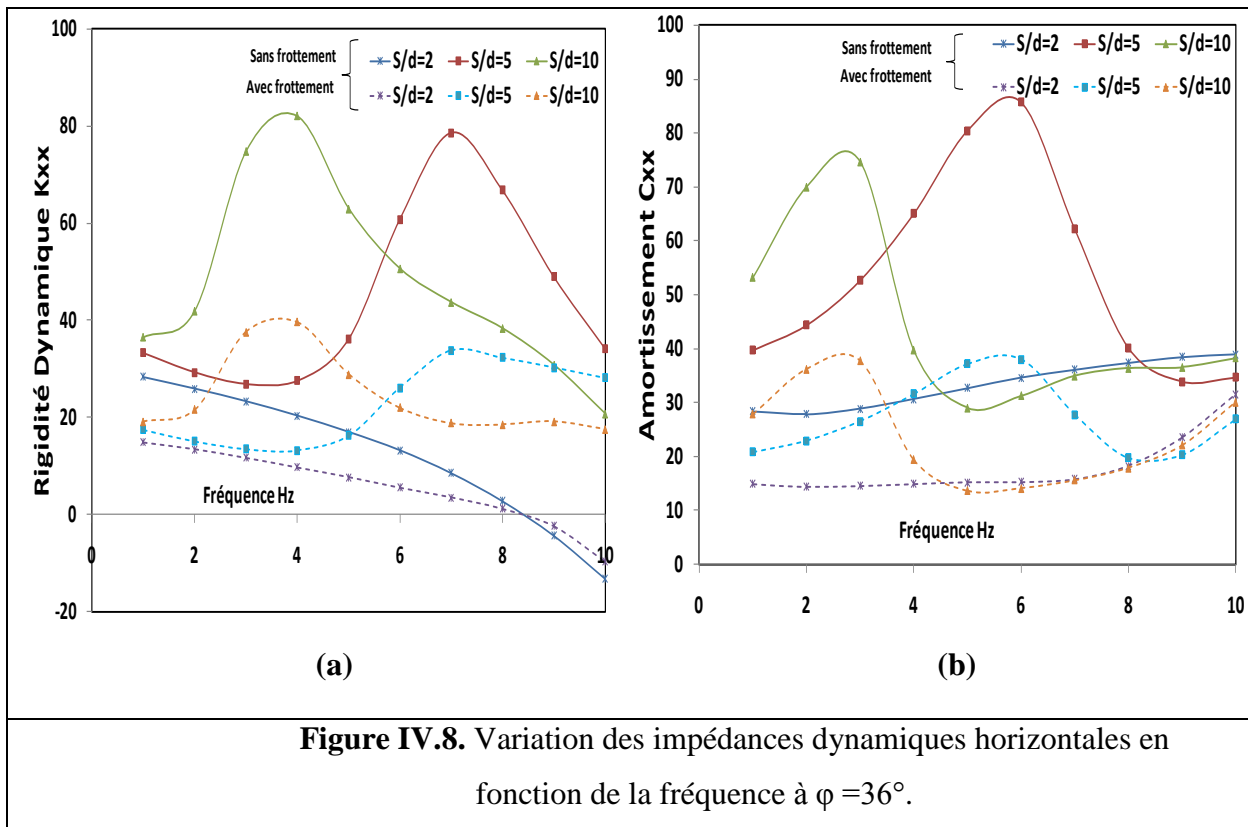 100
80
60
40
20
0
-20
Rigidité Dynamique Kxx
Sans frottement
Avec frottement
S/d=2 S/d=5 S/d=10
S/d=2 S/d=5 S/d=10
Fréquence Hz
0 2 4 6 8 10
(a)
100
90
80
70
60
50
40
30
20
10
0
Amortissement Cxx
Sans frottement
Avec frottement
S/d=2 S/d=5 S/d=10
S/d=2 S/d=5 S/d=10
Fréquence Hz
0 2 4 6 8 10
(b)
Figure IV.8. Variation des impédances dynamiques horizontales en
fonction de la fréquence à φ =36°.